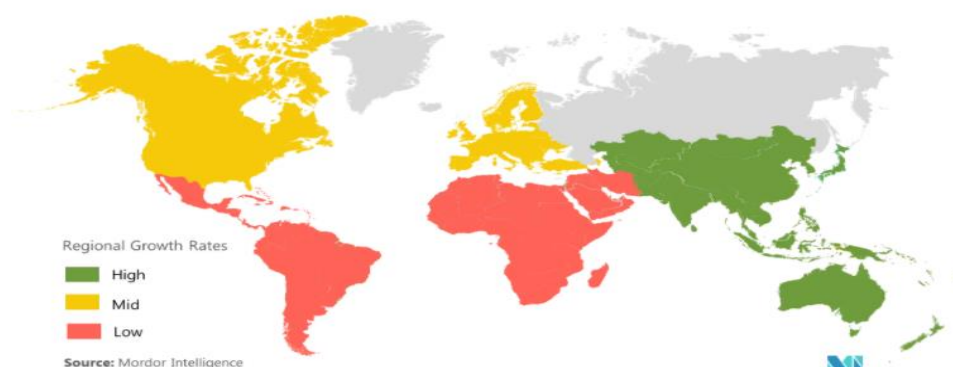 Regional Growth Rates
High
Mid
Low
Source: Mordor Intelligence